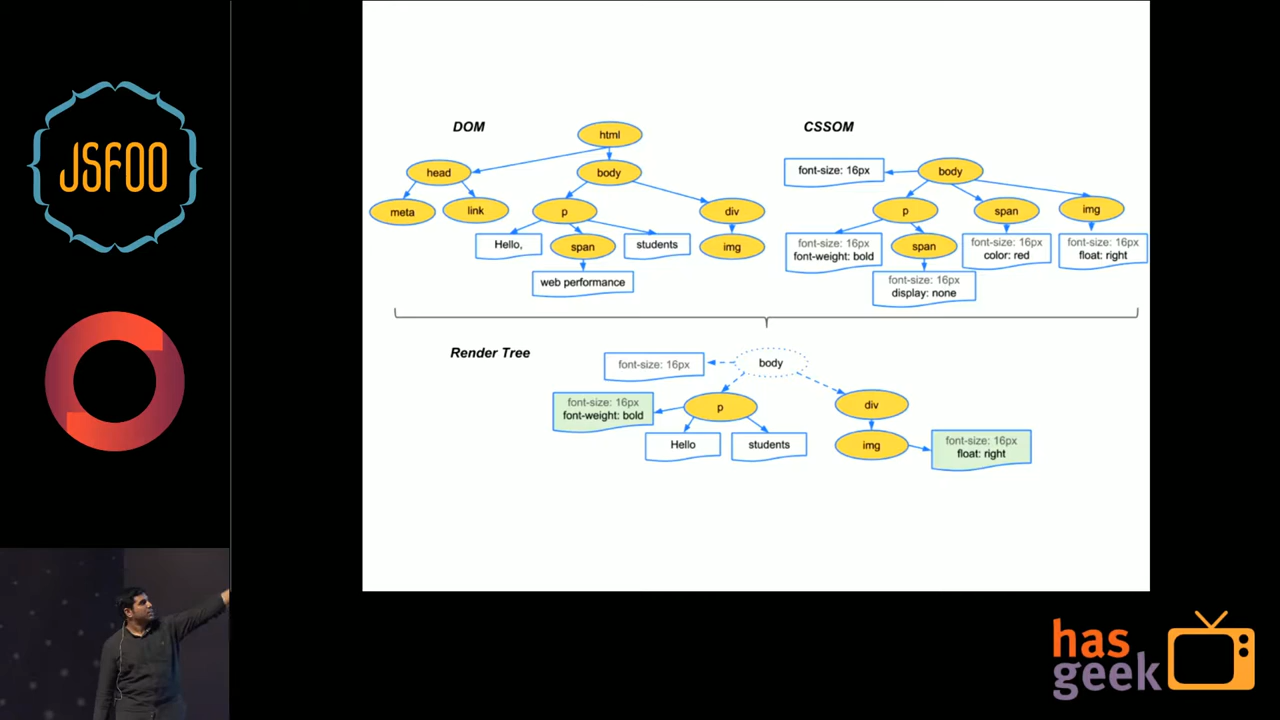 JSFOO
DOM
html
head
body
meta
link
p
div
Hello,
span
students
img
web performance
CSSOM
font-size: 16px
body
p
span
img
font-size: 16px
font-weight: bold
span
font-size: 16px
color: red
font-size: 16px
float: right
font-size: 16px
display: none
Render Tree
font-size: 16px
body
font-size: 16px
font-weight: bold
p
div
Hello
students
img
font-size: 16px
float: right
has
geek